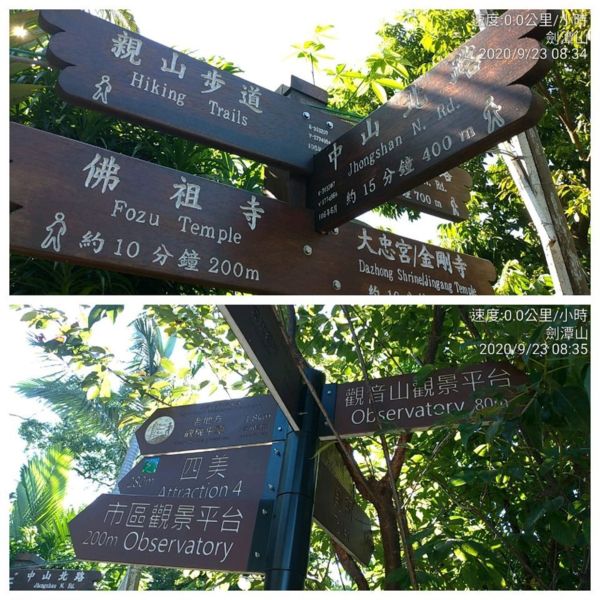 速度:0.0公里/小時
劍潭山
2020/9/23 08:34
親山步道
Hiking Trails
中山北路
Jhongshan N. Rd.
約15分鐘 400m
佛祖寺
Fozu Temple
約10分鐘 200m
700m
大忠宮/金剛寺
速度:0.0公里/小時
劍潭山
2020/9/23 08:35
觀音山觀景平台
Observatory 80m
四美
280m Attraction 4
市區觀景平台
200m Observatory
中山北路
Jhongshan N. Rd.